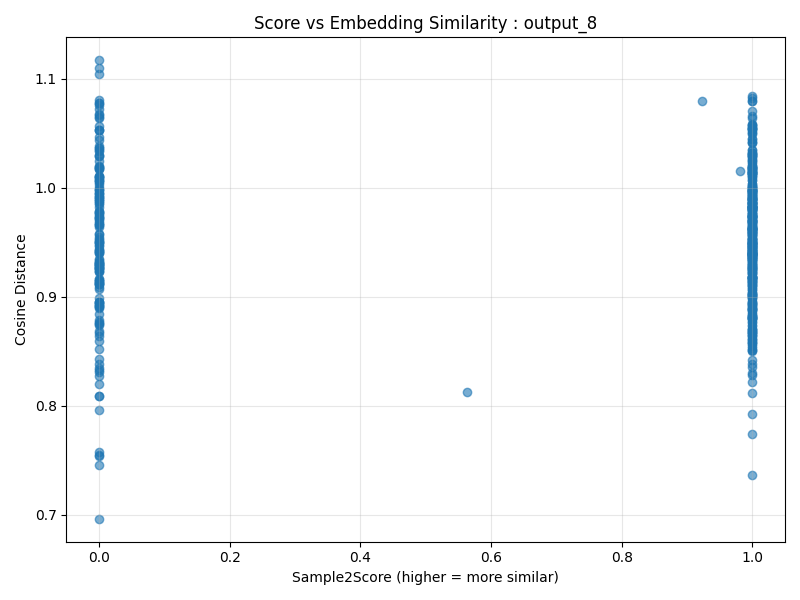 Score vs Embedding Similarity : output_8
1.1
1.0
0.9
0.8
0.7
Cosine Distance
0.0 0.2 0.4 0.6 0.8 1.0
Sample2Score (higher = more similar)